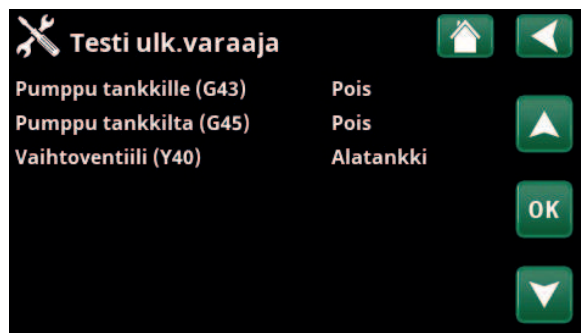 Testi ulk.varaaja
Pumppu tankkille (G43) Pois
Pumppu tankkilta (G45) Pois
Vaihtoventiili (Y40) Alatankki
OK